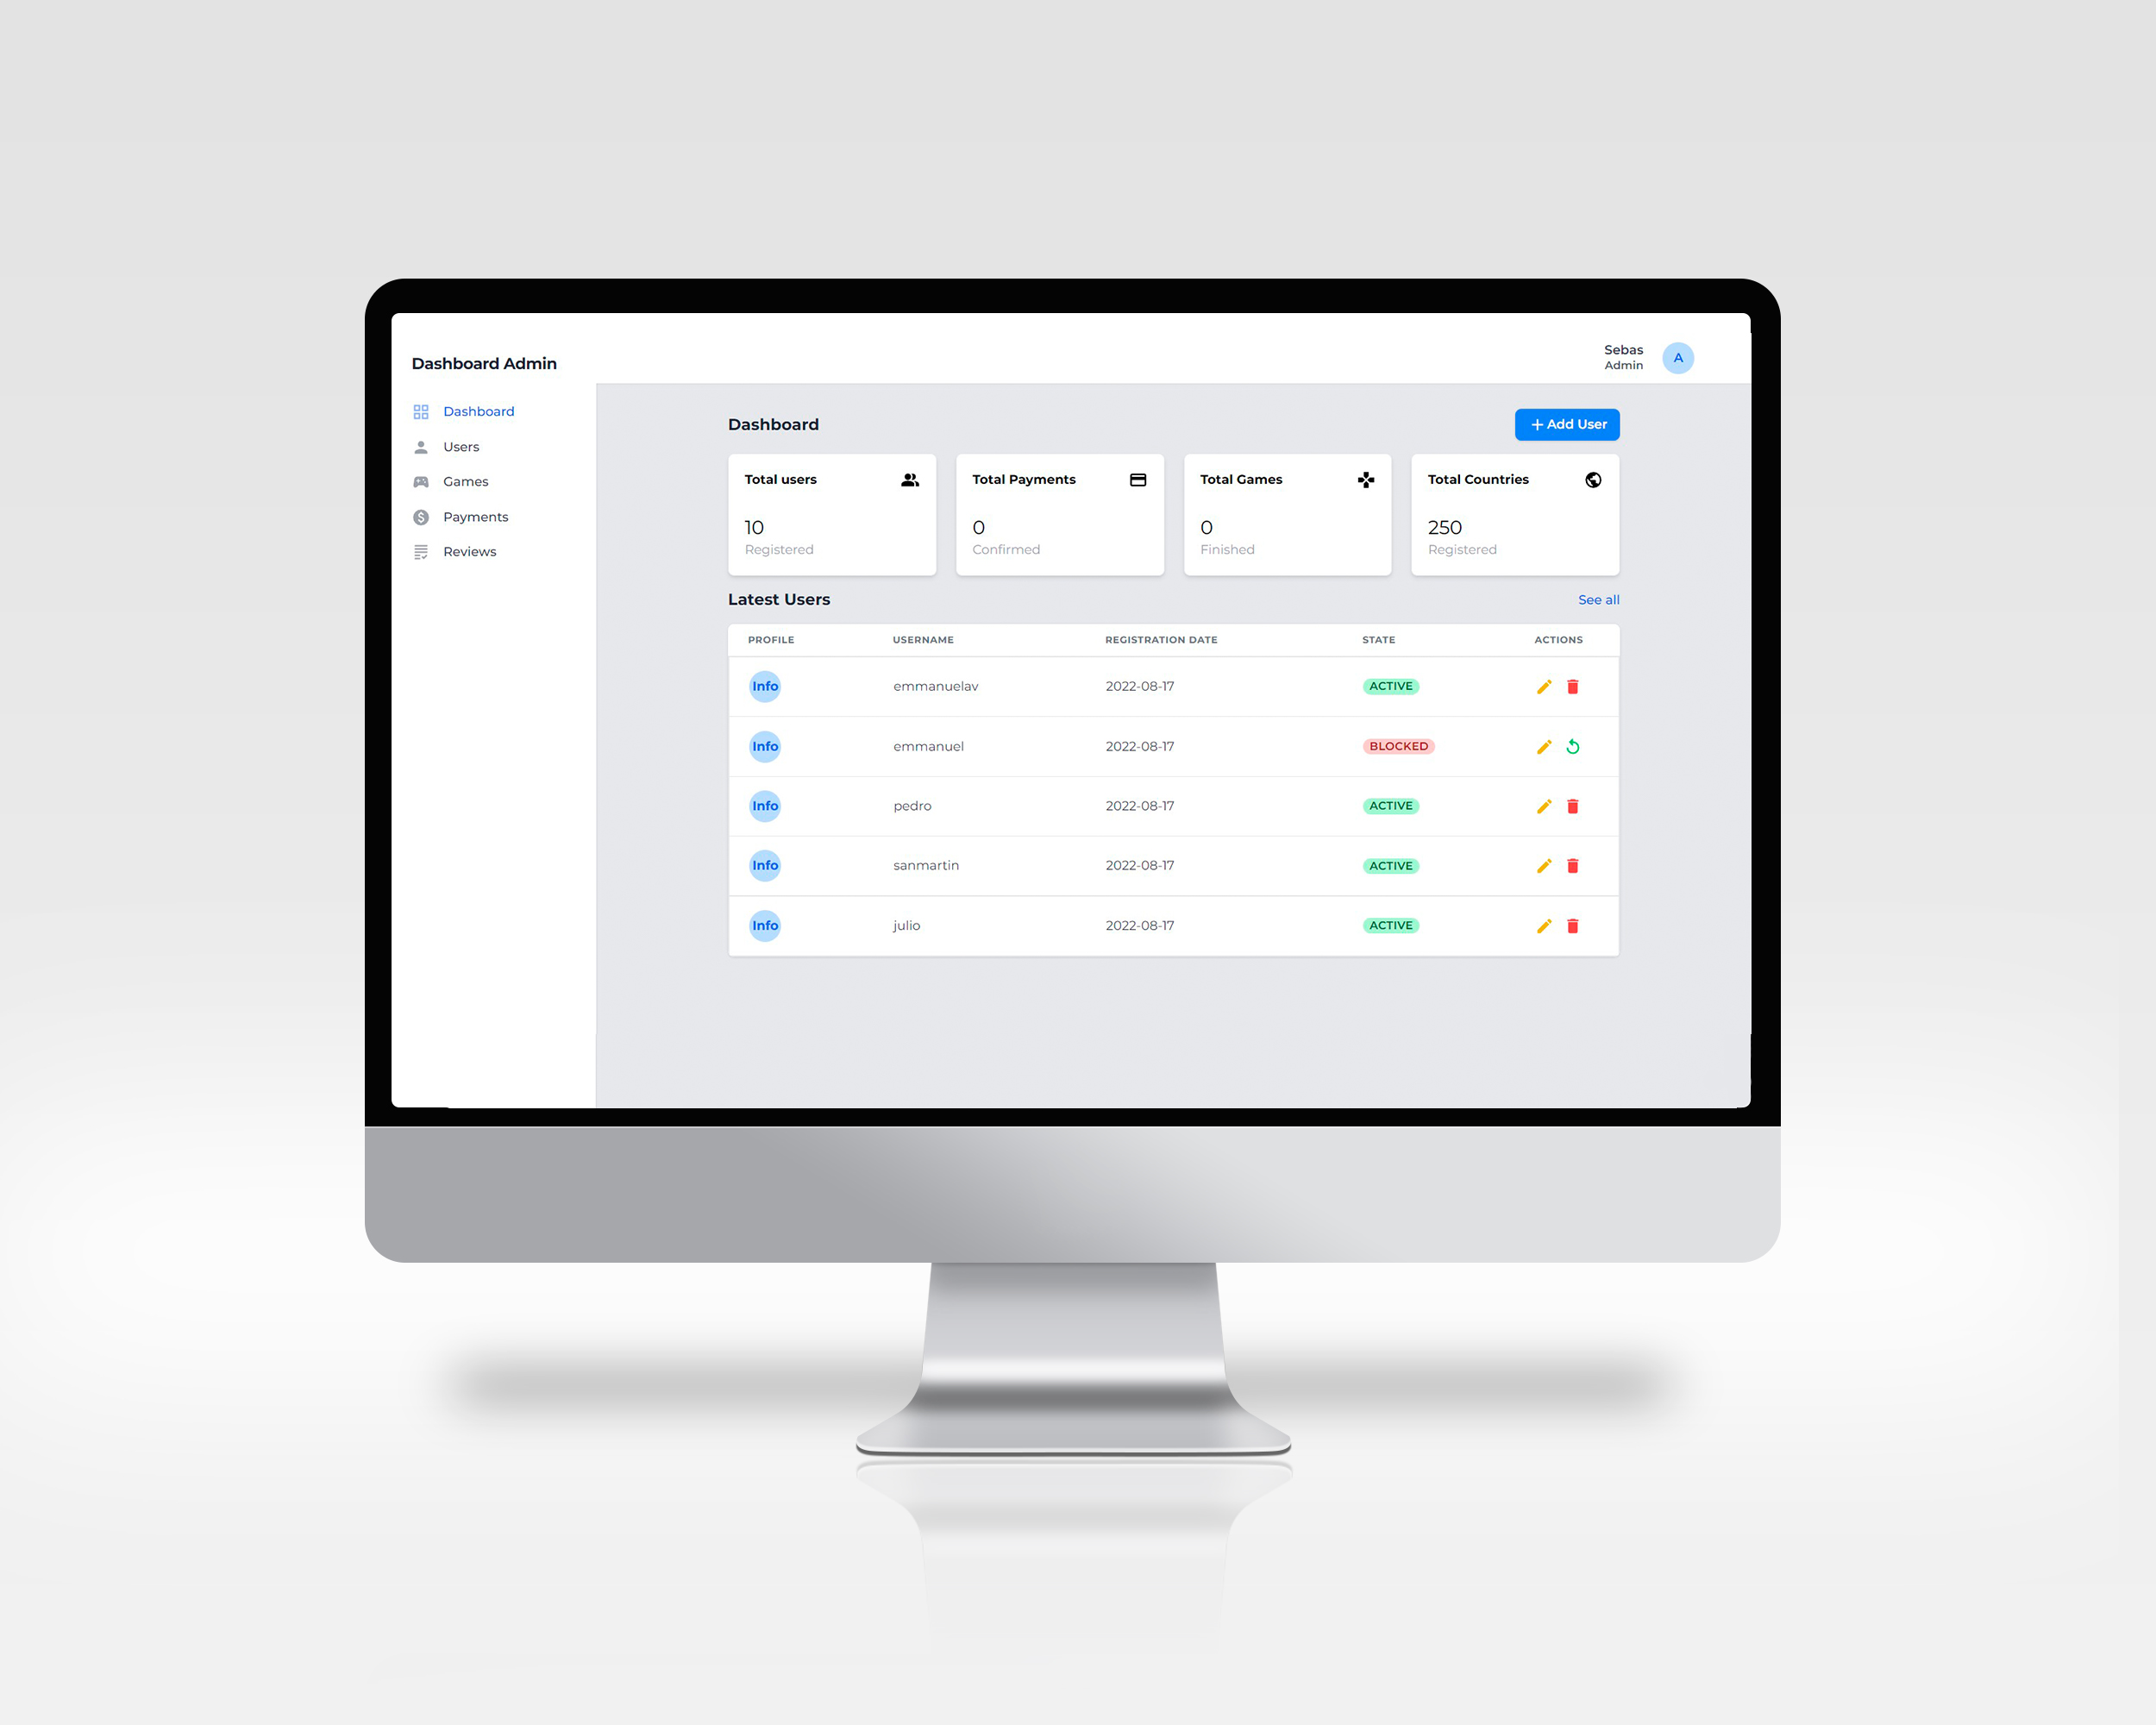 Dashboard Admin
Sebas
Admin
A
Dashboard
Users
Games
Payments
Reviews
Dashboard
+ Add User
Total users
10
Registered
Total Payments
0
Confirmed
Total Games
0
Finished
Total Countries
250
Registered
Latest Users
See all
PROFILE USERNAME REGISTRATION DATE STATE ACTIONS
Info emmanuelav 2022-08-17 ACTIVE
Info emmanuel 2022-08-17 BLOCKED
Info pedro 2022-08-17 ACTIVE
Info sanmartin 2022-08-17 ACTIVE
Info julio 2022-08-17 ACTIVE